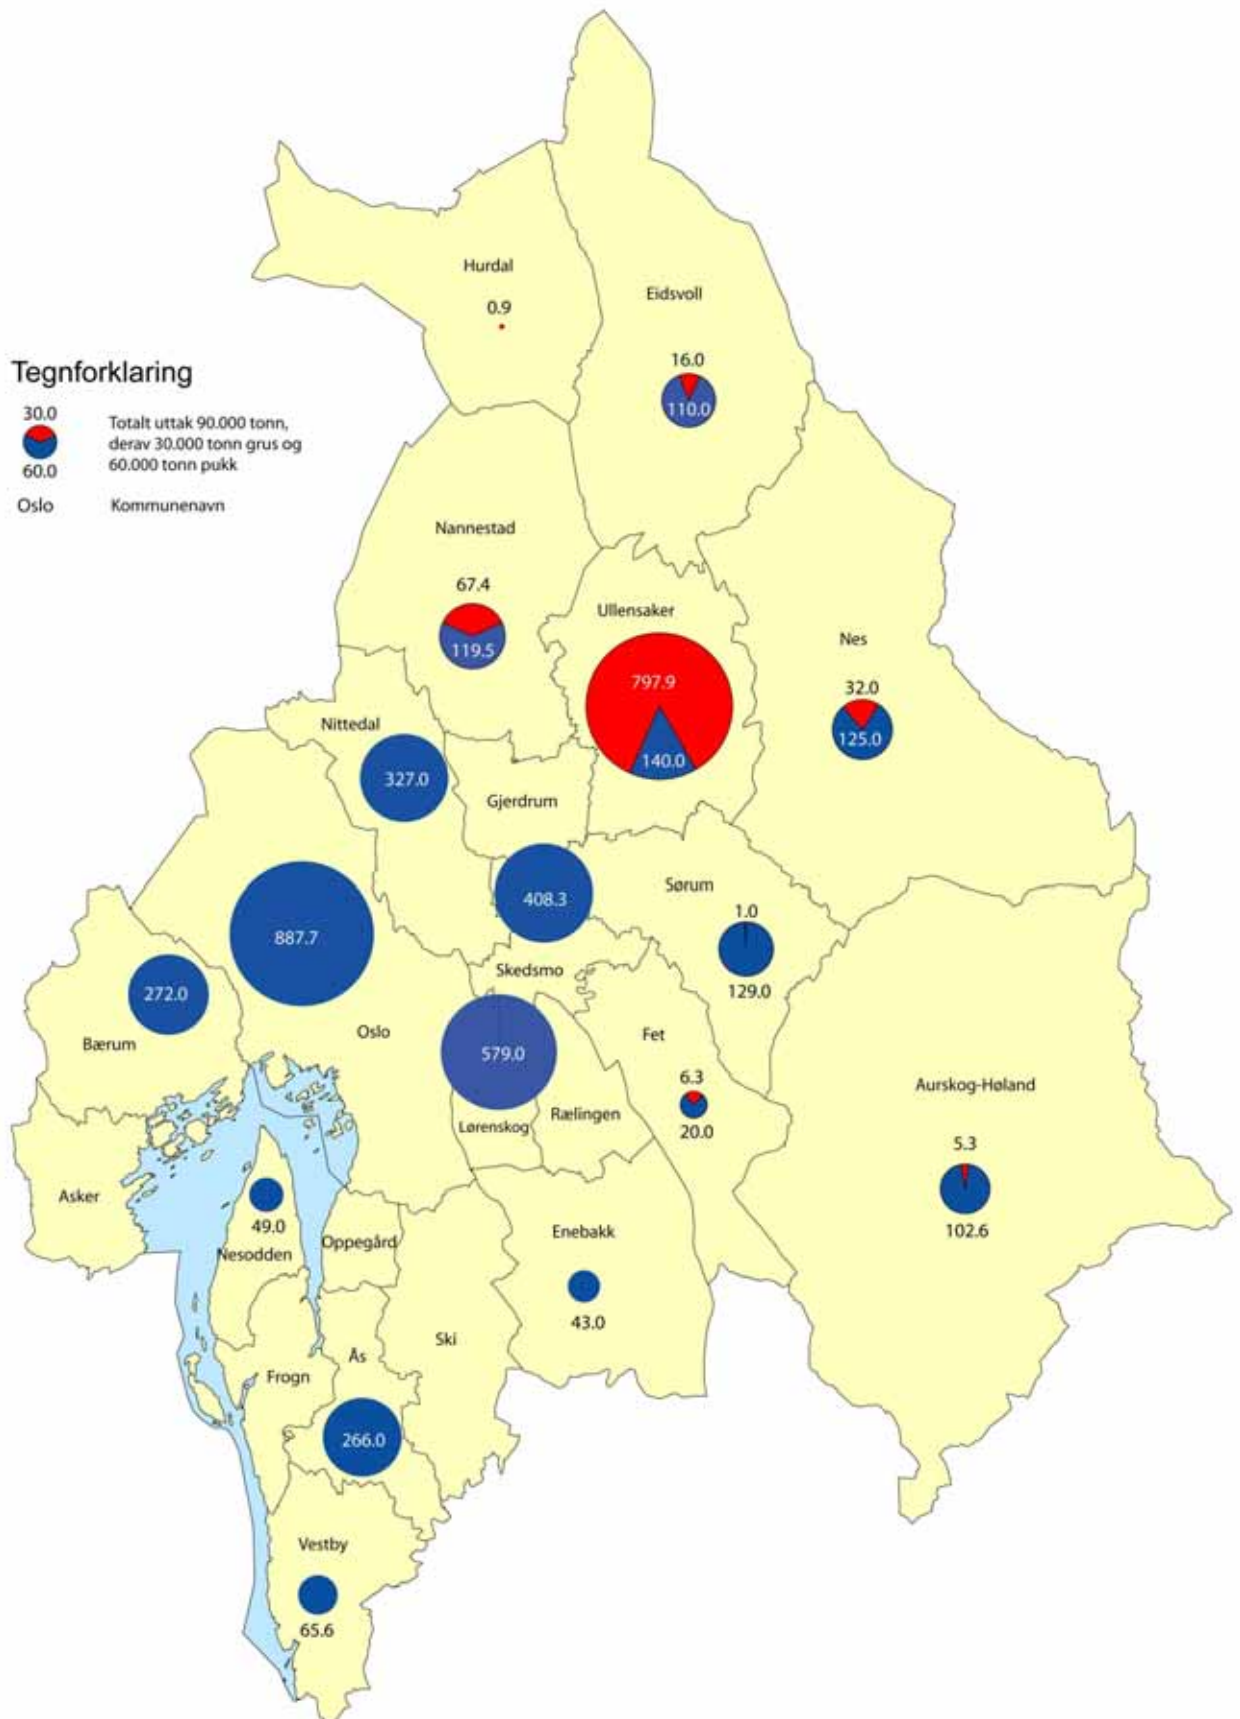 Hurdal
0.9
Eidsvoll
16.0
110.0
Tegnforklaring
30.0
60.0
Totalt uttak 90.000 tonn,
derav 30.000 tonn grus og
60.000 tonn pukk
Oslo
Kommunenavn
Nannestad
67.4
119.5
Ullensaker
797.9
140.0
Nes
32.0
125.0
Nittedal
327.0
Gjerdrum
408.3
Skedsmo
Sørum
1.0
129.0
887.7
Oslo
272.0
Bærum
579.0
Lørenskog
Rælingen
Fet
6.3
20.0
Aurskog-Høland
5.3
102.6
Asker
49.0
Nesodden
Oppegård
Enebakk
43.0
Ski
Ås
266.0
Frogn
Vestby
65.6